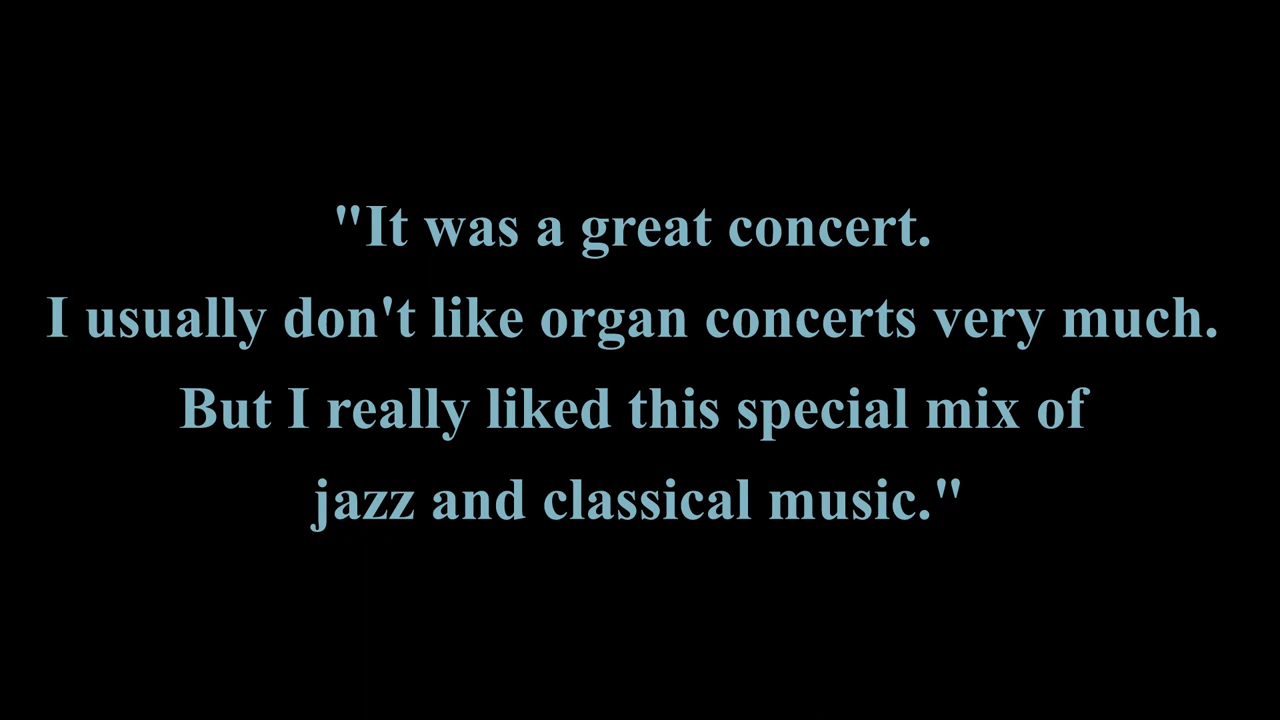 "It was a great concert.
I usually don't like organ concerts very much.
But I really liked this special mix of
jazz and classical music."